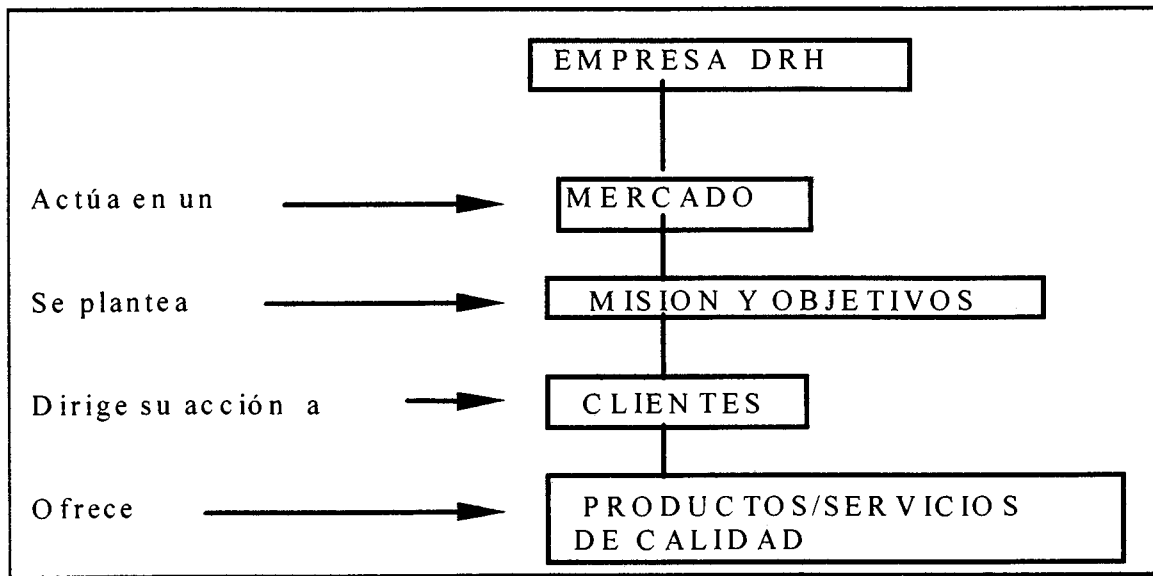 EMPRESA DRH
Actúa en un
MERCADO
Se plantea
MISION Y OBJETIVOS
Dirige su acción a
CLIENTES
Ofrece
PRODUCTOS/SERVICIOS
DE CALIDAD